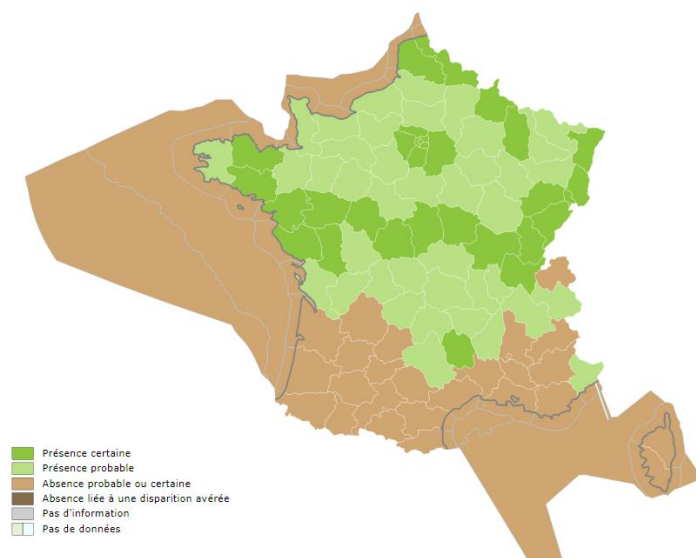 Présence certaine
Présence probable
Absence probable ou certaine
Absence liée à une disparition avérée
Pas d'information
Pas de données